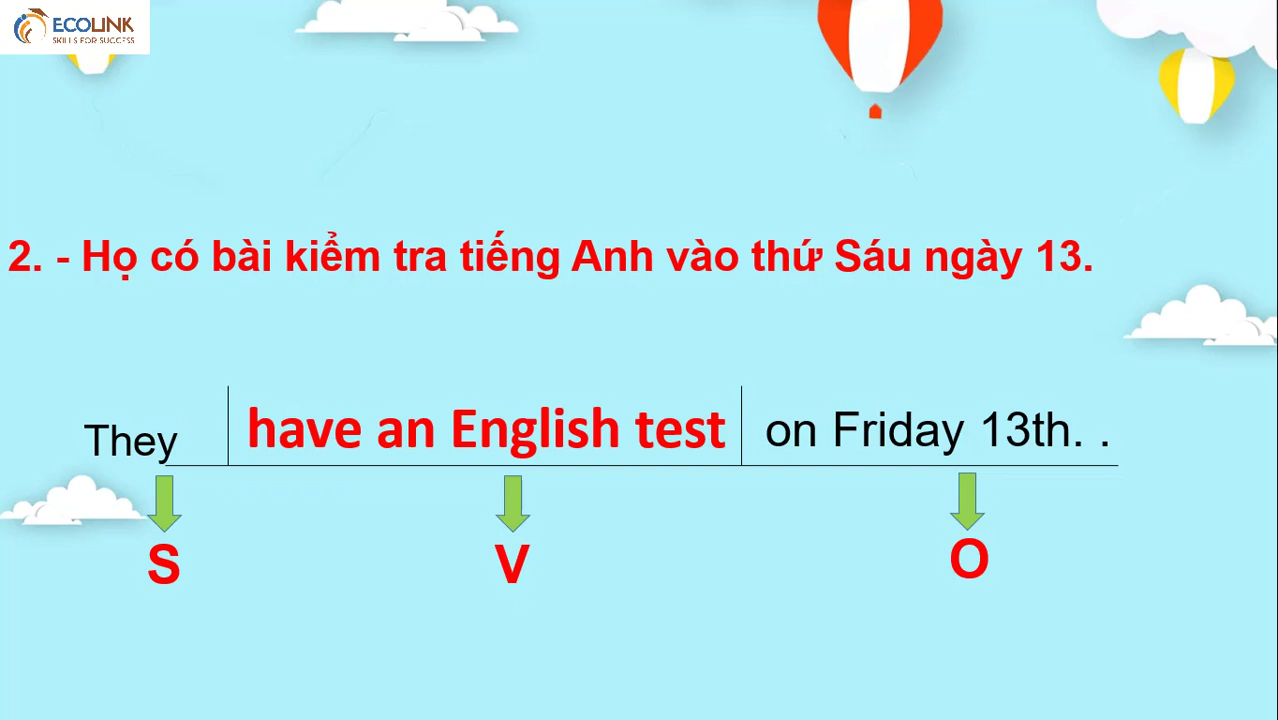 ECOLINK
SKILLS FOR SUCCESS
2. - Họ có bài kiểm tra tiếng Anh vào thứ Sáu ngày 13.
They have an English test on Friday 13th. .
S V O